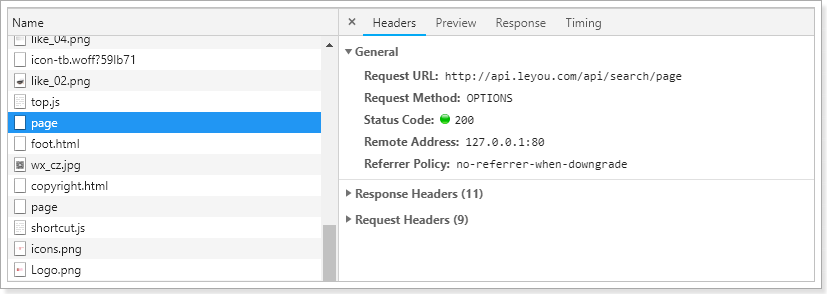 Name
like_04.png
icon-tb.woff?59lb71
like_02.png
top.js
page
foot.html
wx_cz.jpg
copyright.html
page
shortcut.js
icons.png
Logo.png
× Headers Preview Response Timing
General
Request URL: http://api.leyou.com/api/search/page
Request Method: OPTIONS
Status Code: 200
Remote Address: 127.0.0.1:80
Referrer Policy: no-referrer-when-downgrade
Response Headers (11)
Request Headers (9)